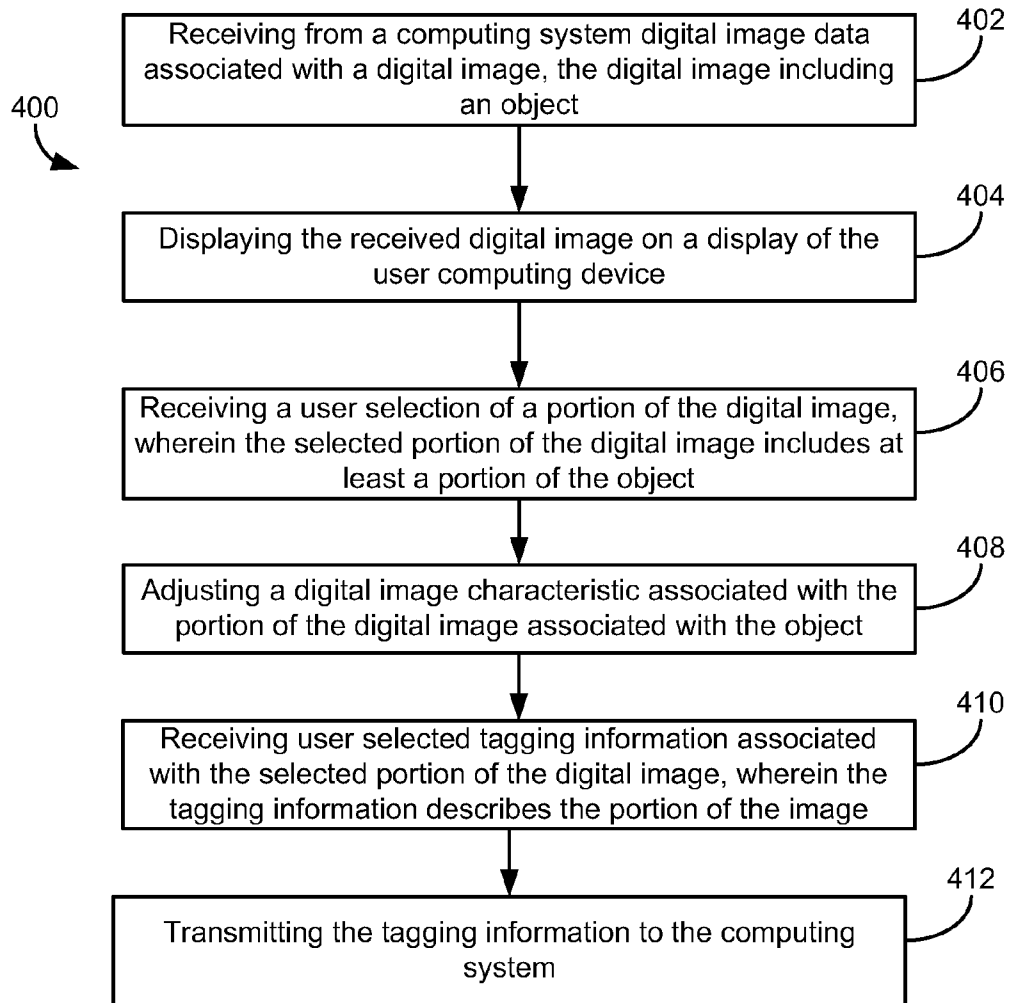 402
Receiving from a computing system digital image data
associated with a digital image, the digital image including
an object
400
404
Displaying the received digital image on a display of the
user computing device
406
Receiving a user selection of a portion of the digital image,
wherein the selected portion of the digital image includes at
least a portion of the object
408
Adjusting a digital image characteristic associated with the
portion of the digital image associated with the object
410
Receiving user selected tagging information associated
with the selected portion of the digital image, wherein the
tagging information describes the portion of the image
412
Transmitting the tagging information to the computing
system